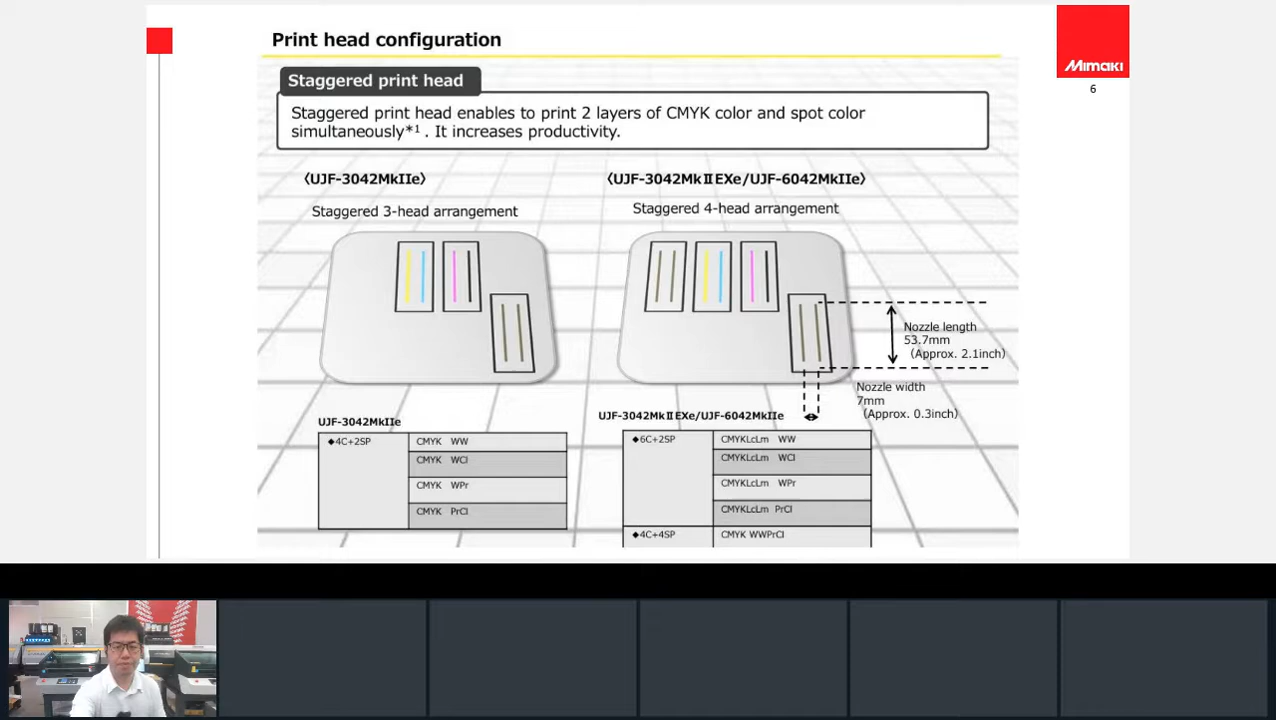 Print head configuration
Mimaki
6
Staggered print head
Staggered print head enables to print 2 layers of CMYK color and spot color
simultaneously*1 . It increases productivity.
〈UJF-3042MkIIe〉
Staggered 3-head arrangement
〈UJF-3042MkⅡEXe/UJF-6042MkIIe〉
Staggered 4-head arrangement
Nozzle length
53.7mm
(Approx. 2.1inch)
Nozzle width
7mm
(Approx. 0.3inch)
UJF-3042MkIIe
◆4C+2SP CMYK WW
CMYK WCl
CMYK WPr
CMYK PrCl
UJF-3042MkⅡEXe/UJF-6042MkIIe
◆6C+2SP CMYKLcLm WW
CMYKLcLm WCl
CMYKLcLm WPr
CMYKLcLm PrCl
◆4C+4SP CMYK WWPrCl